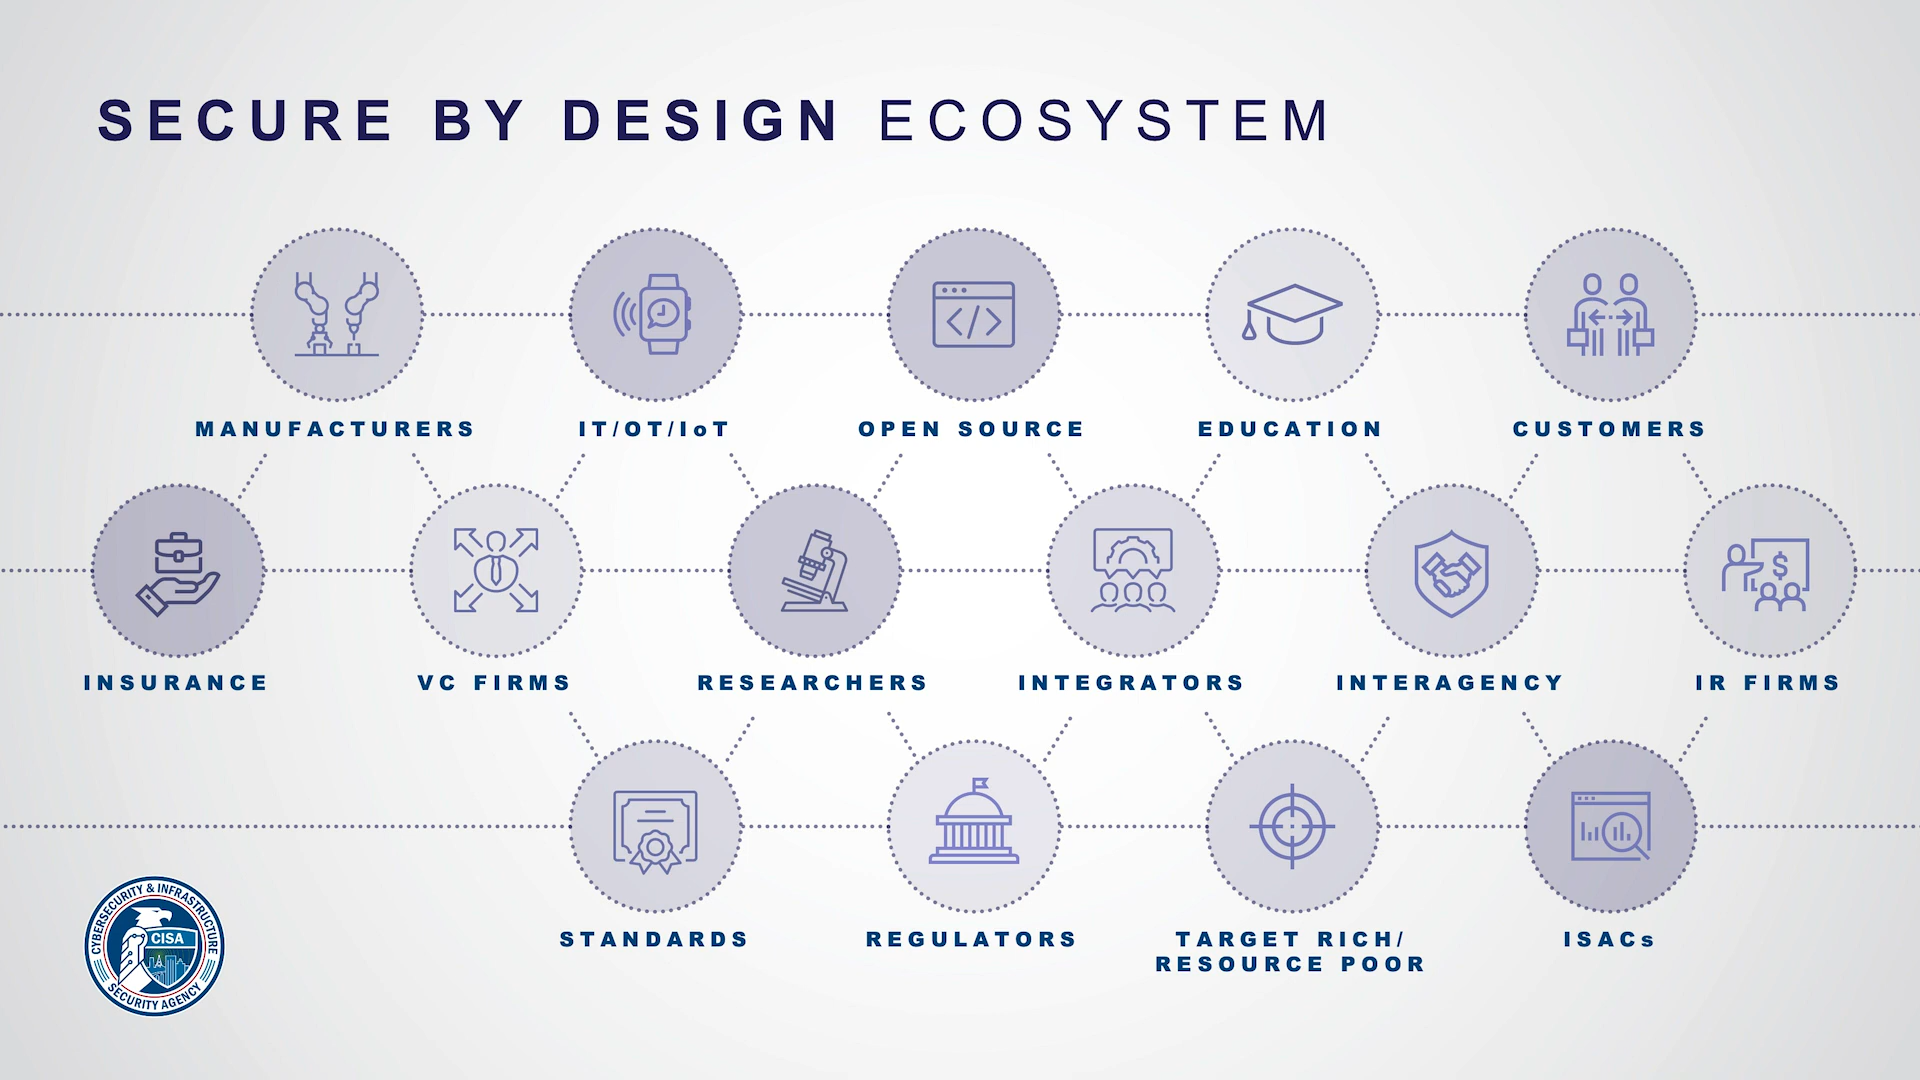 SECURE BY DESIGN ECOSYSTEM
MANUFACTURERS
IT/OT/IoT
OPEN SOURCE
EDUCATION
CUSTOMERS
INSURANCE
VC FIRMS
RESEARCHERS
INTEGRATORS
INTERAGENCY
IR FIRMS
$
STANDARDS
REGULATORS
TARGET RICH/
RESOURCE POOR
ISACs
CYBERSECURITY & INFRASTRUCTURE
CISA
SECURITY AGENCY